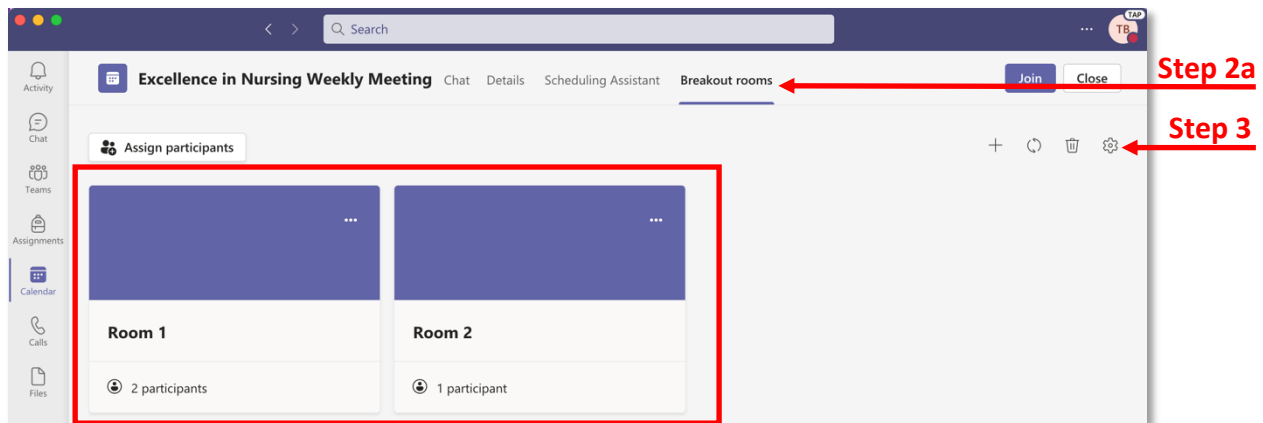 TAP
Search
TB
Activity
Excellence in Nursing Weekly Meeting Chat Details Scheduling Assistant Breakout rooms Join Close
Step 2a
Chat
Assign participants
Step 3
Teams
Assignments
Calendar
Room 1 Room 2
Calls
2 participants 1 participant
Files